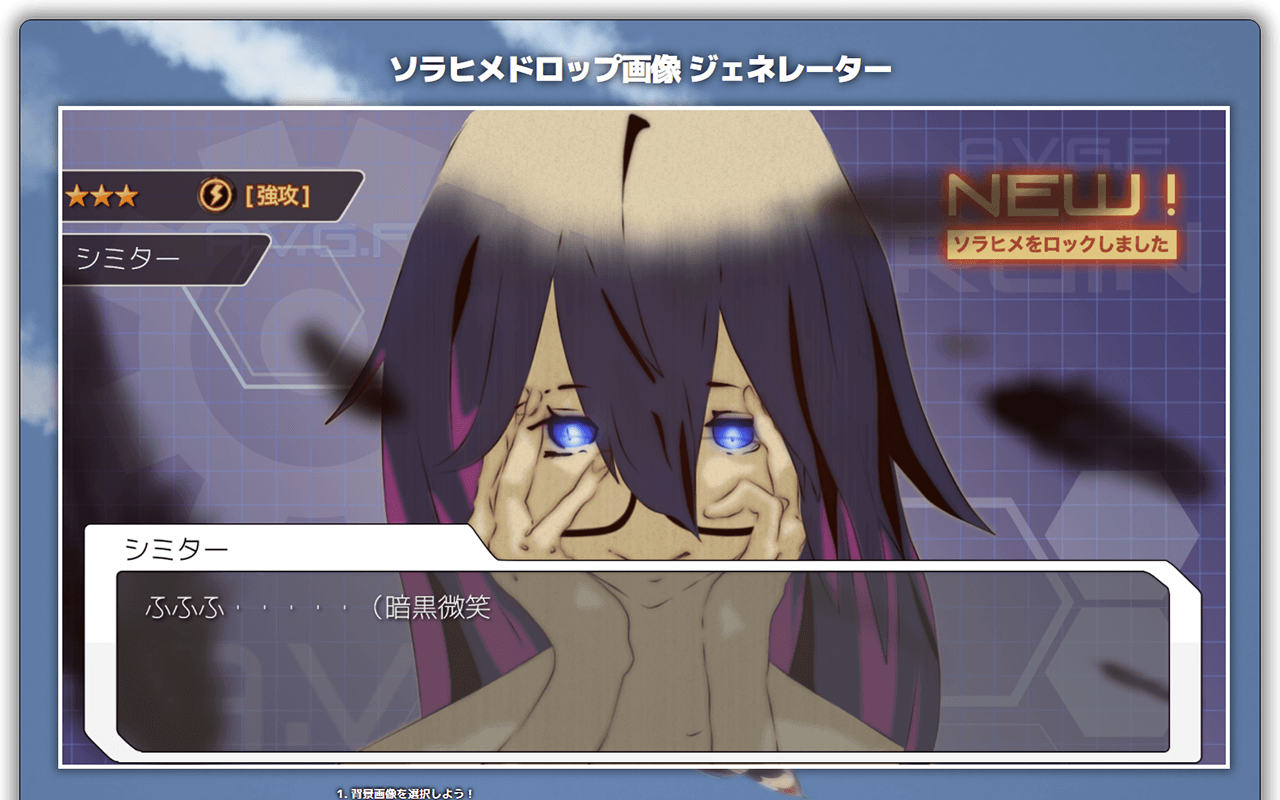 ソラヒメドロップ画像 ジェネレーター
★★★ [強攻]
シミター
A.V.G.F
A.V.G.F
NEW !
ソラヒメをロックしました
シミター
ふふふ・・・・・（暗黒微笑
A.V
1. 背景画像を選択しよう！